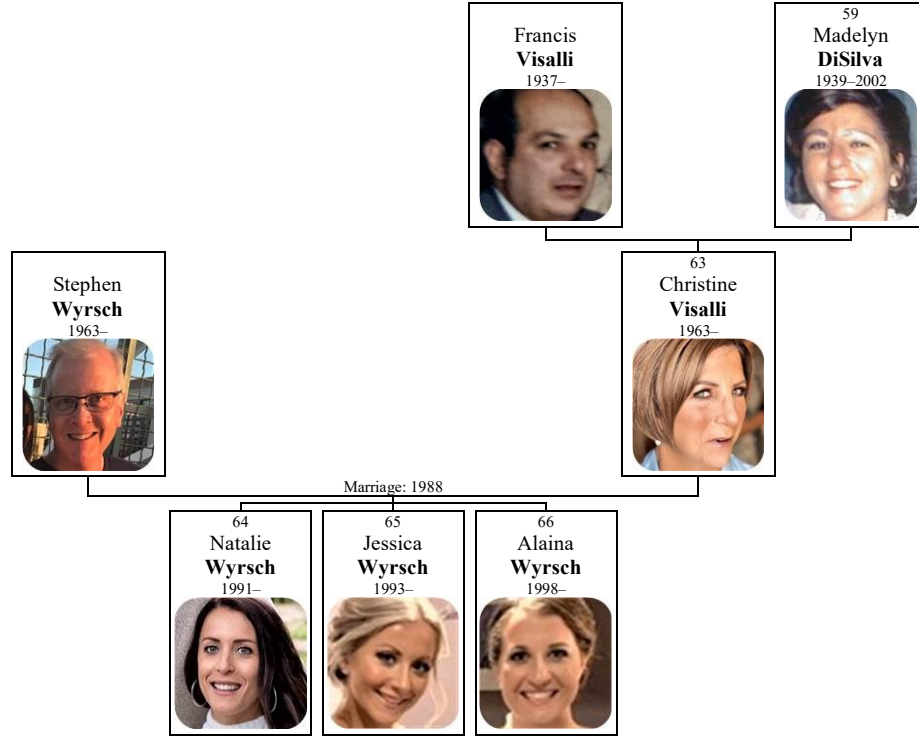 Francis
Visalli
1937–
59
Madelyn
DiSilva
1939–2002
Stephen
Wyrsch
1963–
63
Christine
Visalli
1963–
Marriage: 1988
64
Natalie
Wyrsch
1991–
65
Jessica
Wyrsch
1993–
66
Alaina
Wyrsch
1998–